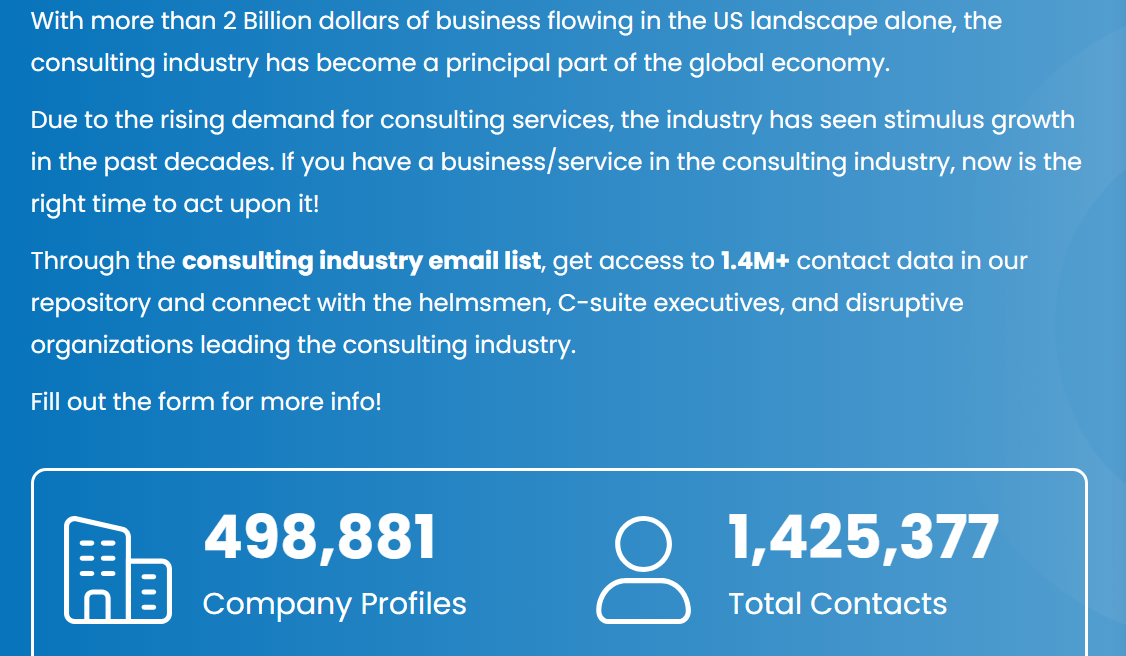 With more than 2 Billion dollars of business flowing in the US landscape alone, the
consulting industry has become a principal part of the global economy.
Due to the rising demand for consulting services, the industry has seen stimulus growth
in the past decades. If you have a business/service in the consulting industry, now is the
right time to act upon it!
Through the consulting industry email list, get access to 1.4M+ contact data in our
repository and connect with the helmsmen, C-suite executives, and disruptive
organizations leading the consulting industry.
Fill out the form for more info!
498,881
Company Profiles
1,425,377
Total Contacts